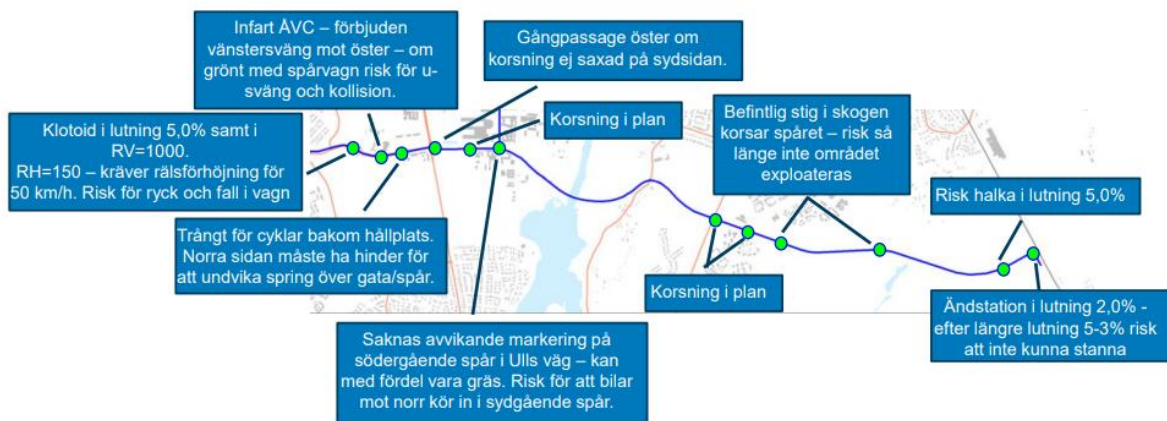 Infart ÅVC – förbjuden
vänstersväng mot öster – om
grönt med spårvagn risk för u-
sväng och kollision.
Gångpassage öster om
korsning ej saxad på sydsidan.
Klotoid i lutning 5,0% samt i
RV=1000.
RH=150 – kräver rälsförhöjning för
50 km/h. Risk för ryck och fall i vagn
Korsning i plan
Befintlig stig i skogen
korsar spåret – risk så
länge inte området
exploateras
Risk halka i lutning 5,0%
Trångt för cyklar bakom hållplats.
Norra sidan måste ha hinder för
att undvika spring över gata/spår.
Korsning i plan
Ändstation i lutning 2,0% -
efter längre lutning 5-3% risk
att inte kunna stanna
Saknas avvikande markering på
södergående spår i Ulls väg – kan
med fördel vara gräs. Risk för att bilar
mot norr kör in i sydgående spår.